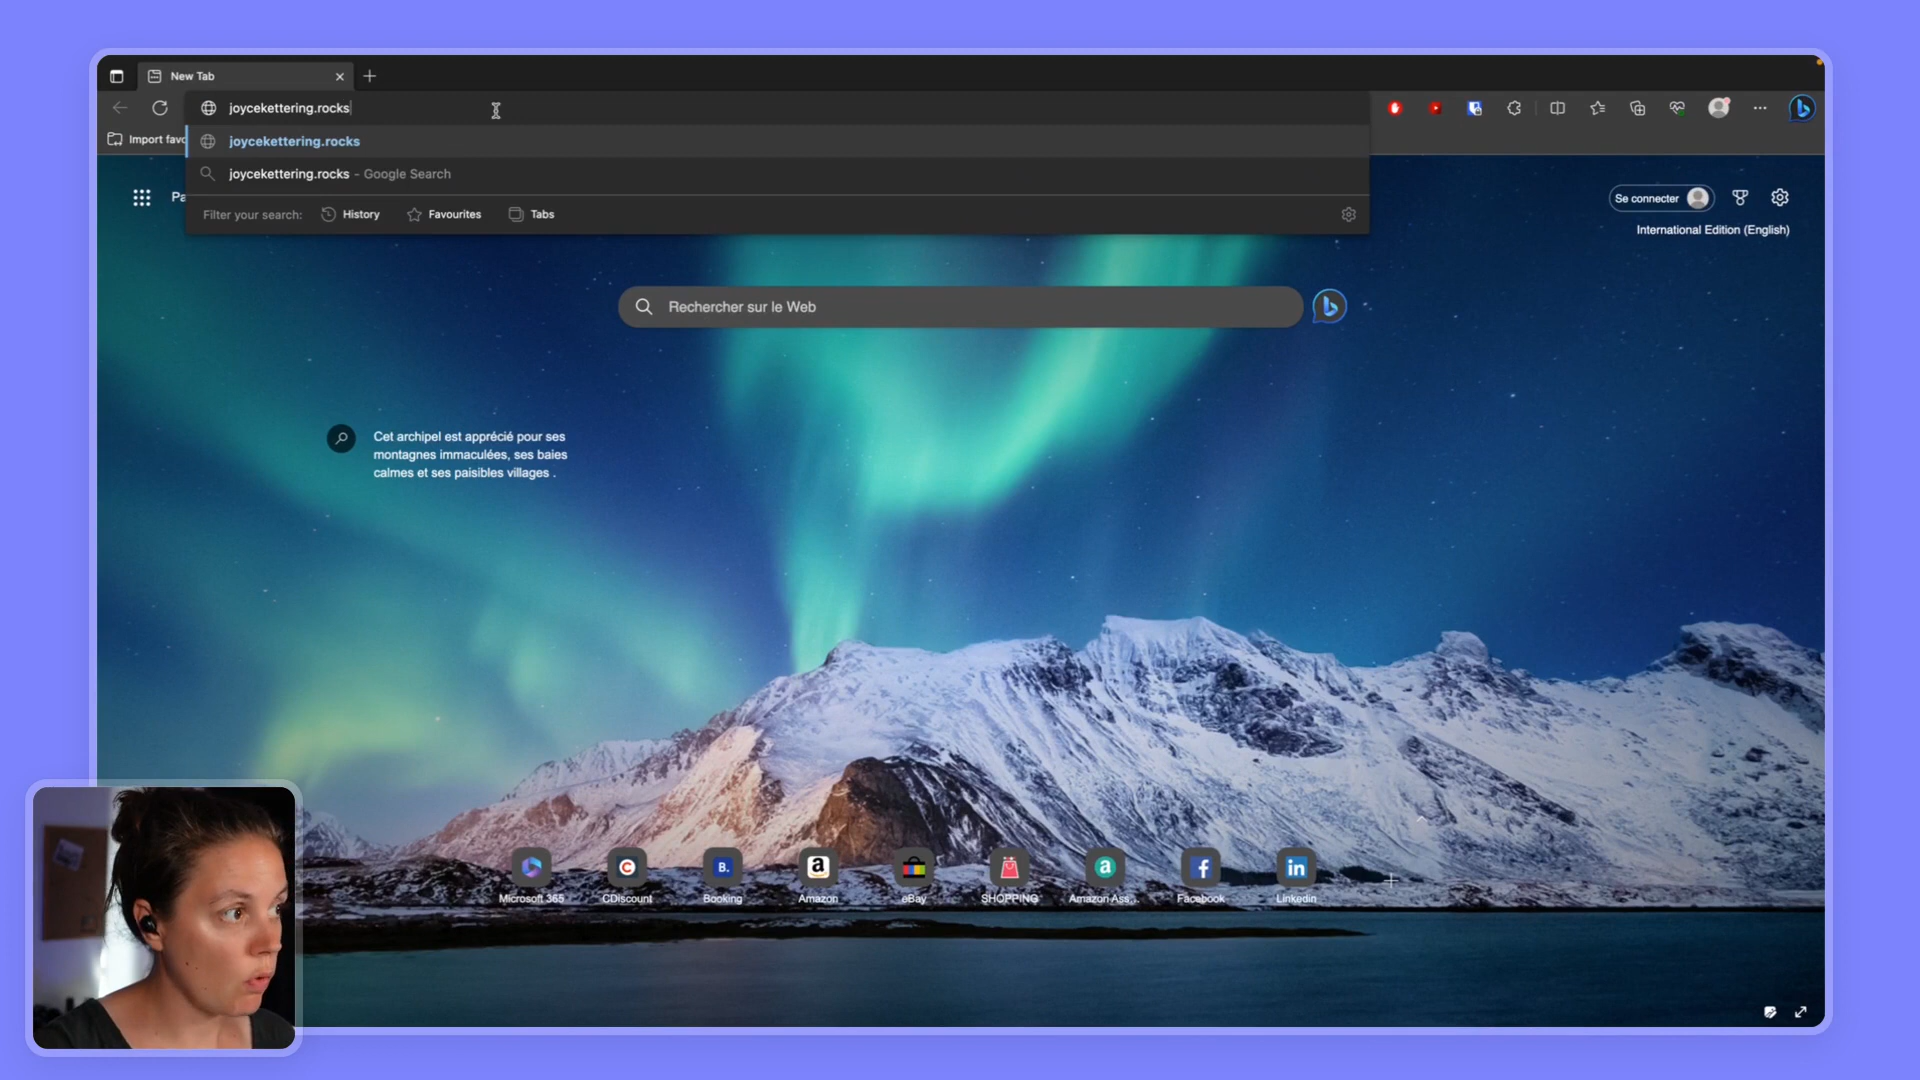 New Tab
joycekettering.rocks
Import favo
joycekettering.rocks
joycekettering.rocks - Google Search
Filter your search: History Favourites Tabs
Pa
Se connecter
International Edition (English)
Rechercher sur le Web
Cet archipel est apprécié pour ses
montagnes immaculées, ses baies
calmes et ses paisibles villages .
B.
a
a
f
in
Microsoft 365
CDiscount
Booking
Amazon
eBay
SHOPPING
Amazon Ass...
Facebook
Linkedin